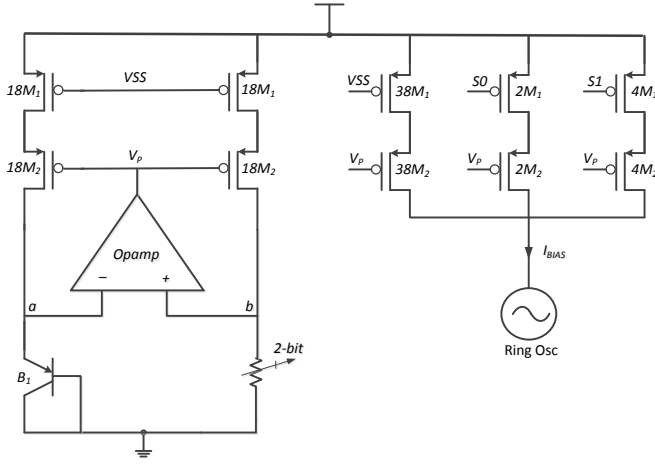 18M1 VSS 18M1 VSS 38M1 S0 2M1 S1 4M1
18M2 VP 18M2 VP 38M2 VP 2M2 VP 4M2
Opamp
IBIAS
− +
a b
2-bit
Ring Osc
B1